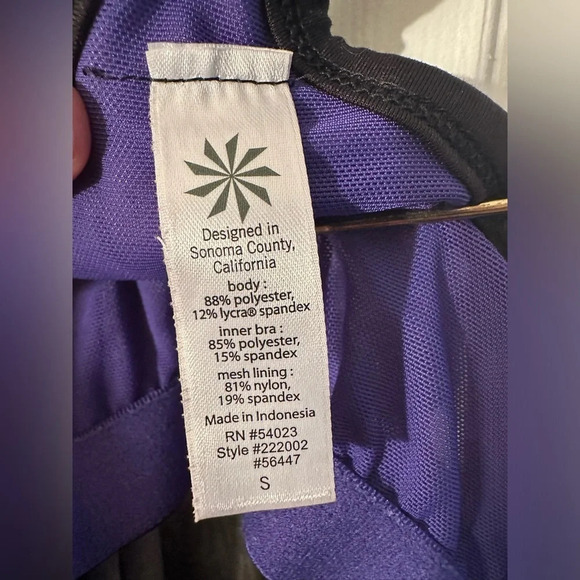 Designed in
Sonoma County,
California
body :
88% polyester,
12% lycra® spandex
inner bra :
85% polyester,
15% spandex
mesh lining :
81% nylon,
19% spandex
Made in Indonesia
RN #54023
Style #222002
#56447
S